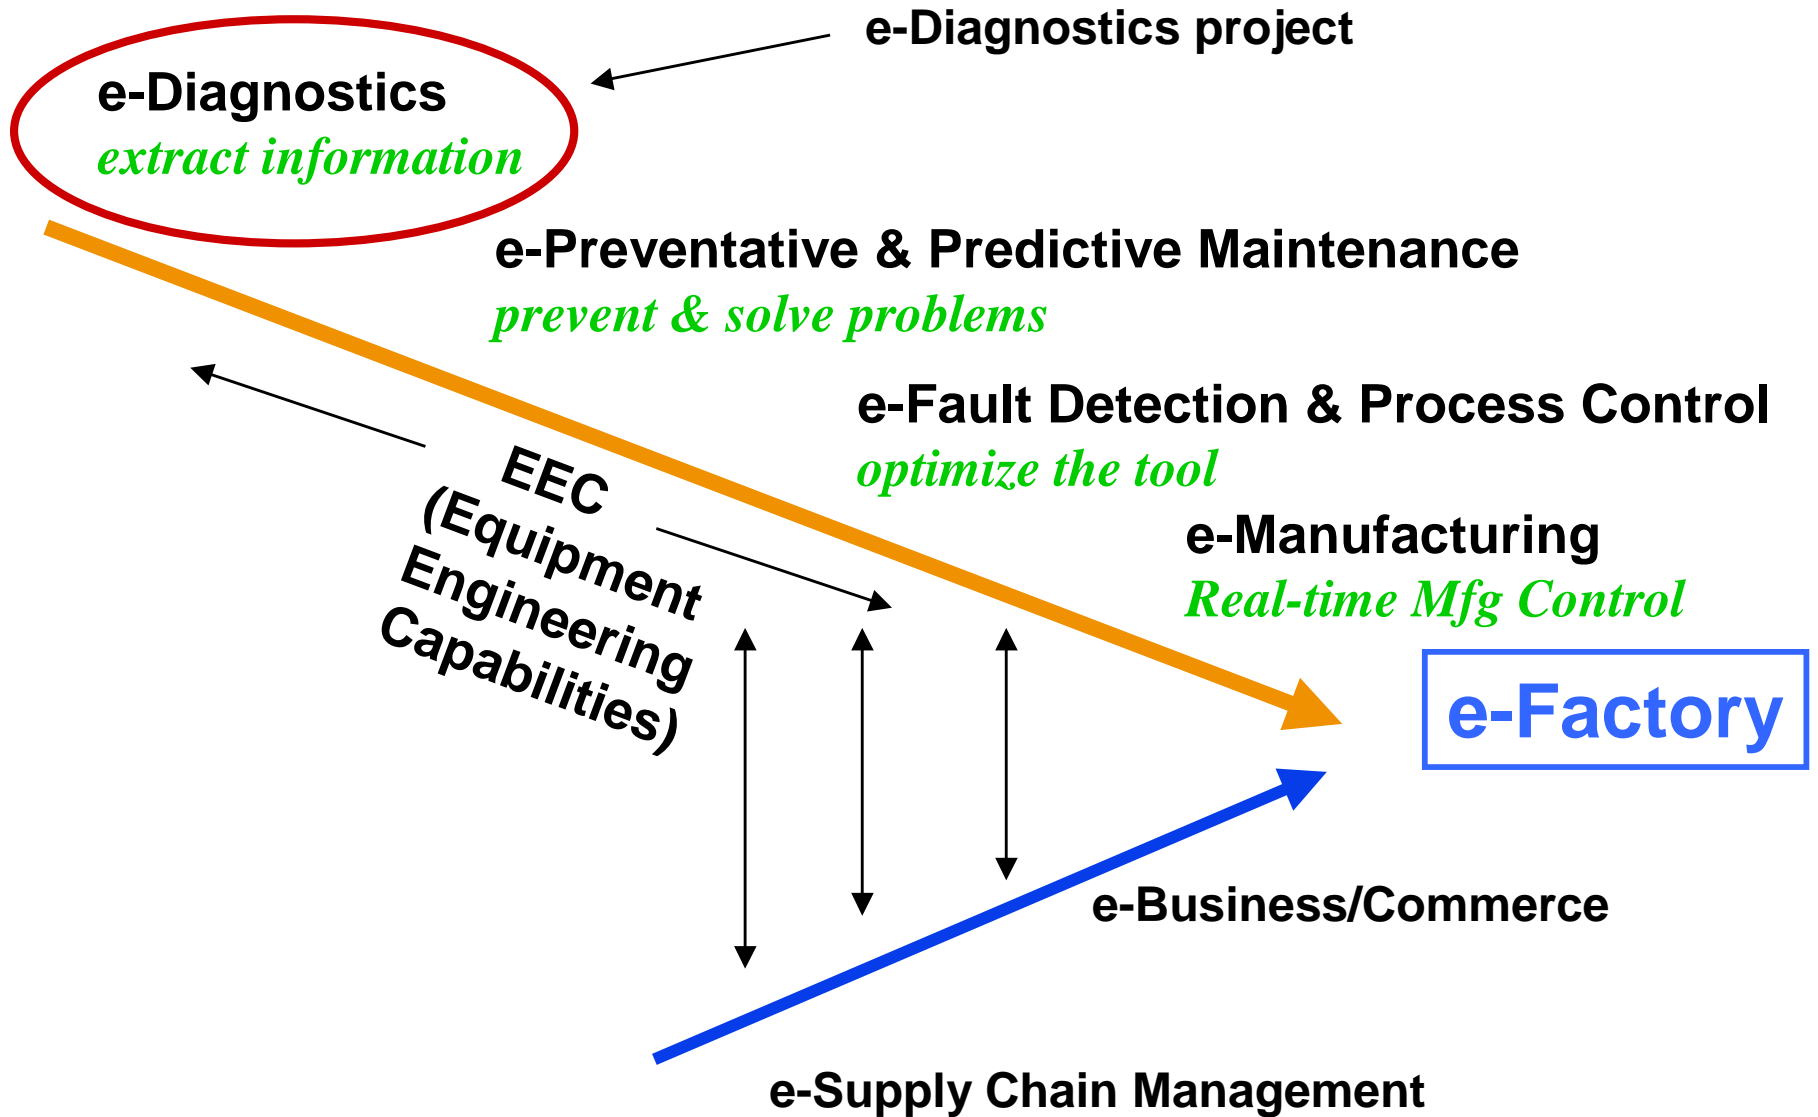 e-Diagnostics project
e-Diagnostics
extract information
e-Preventative & Predictive Maintenance
prevent & solve problems
e-Fault Detection & Process Control
optimize the tool
EEC
(Equipment
Engineering
Capabilities)
e-Manufacturing
Real-time Mfg Control
e-Factory
e-Business/Commerce
e-Supply Chain Management